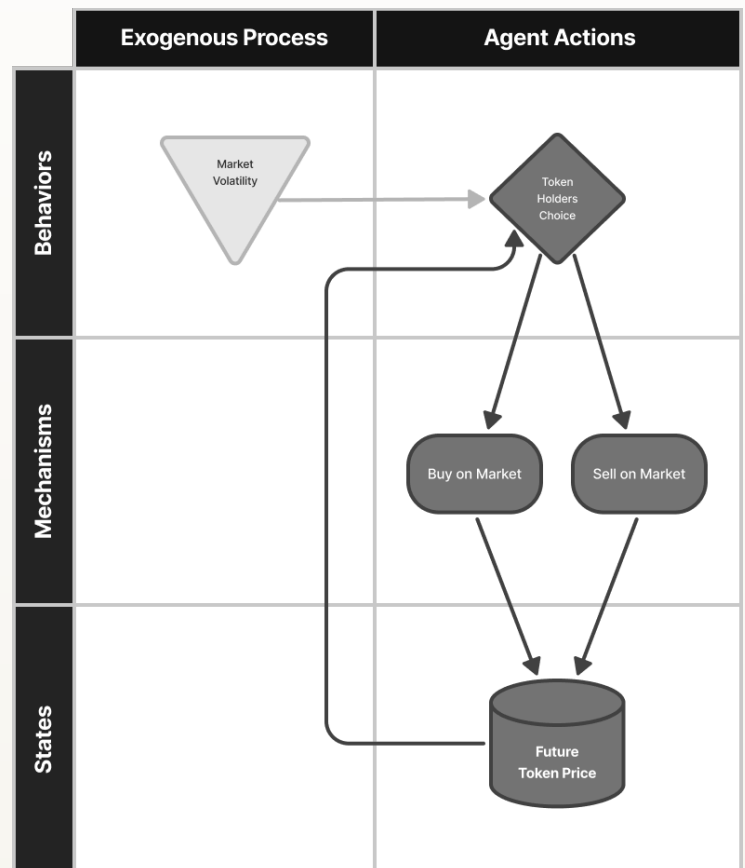 Exogenous Process
Agent Actions
Behaviors
Market
Volatility
Token
Holders
Choice
Mechanisms
Buy on Market
Sell on Market
States
Future
Token Price